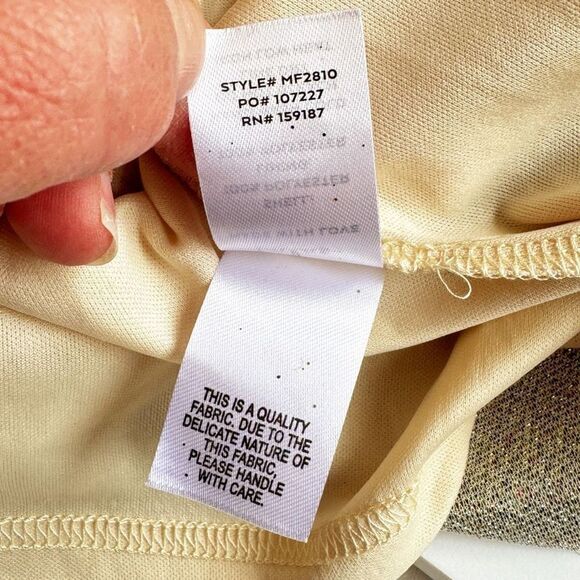 STYLE# MF2810
PO# 107227
RN# 159187
THIS IS A QUALITY
FABRIC. DUE TO THE
DELICATE NATURE OF
THIS FABRIC,
PLEASE HANDLE
WITH CARE.